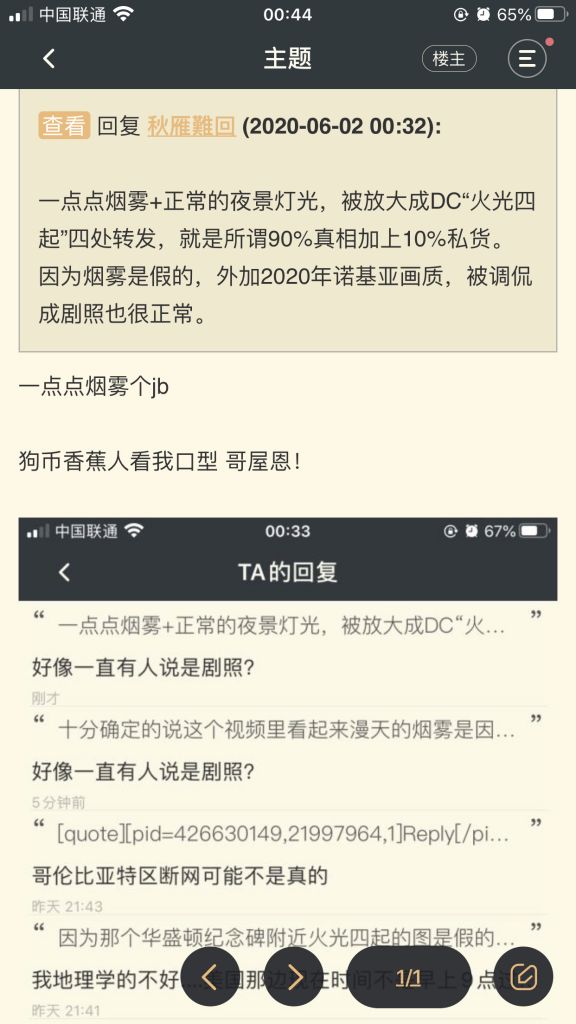 中国联通 00:44 65%
主题 楼主
查看 回复 秋雁難回 (2020-06-02 00:32):
一点点烟雾+正常的夜景灯光，被放大成DC“火光四
起”四处转发，就是所谓90%真相加上10%私货。
因为烟雾是假的，外加2020年诺基亚画质，被调侃
成剧照也很正常。
一点点烟雾个jb
狗币香蕉人看我口型 哥屋恩！
中国联通 00:33 67%
TA的回复
“ 一点点烟雾+正常的夜景灯光，被放大成DC“火... ”
好像一直有人说是剧照？
刚才
“ 十分确定的说这个视频里看起来漫天的烟雾是因... ”
好像一直有人说是剧照？
5分钟前
“ [quote][pid=426630149,21997964,1]Reply[/pi... ”
哥伦比亚特区断网可能不是真的
昨天 21:43
“ 因为那个华盛顿纪念碑附近火光四起的图是假的... ”
我地理学的不好....美国那边现在时间不是早上9点
1/1
昨天 21:41